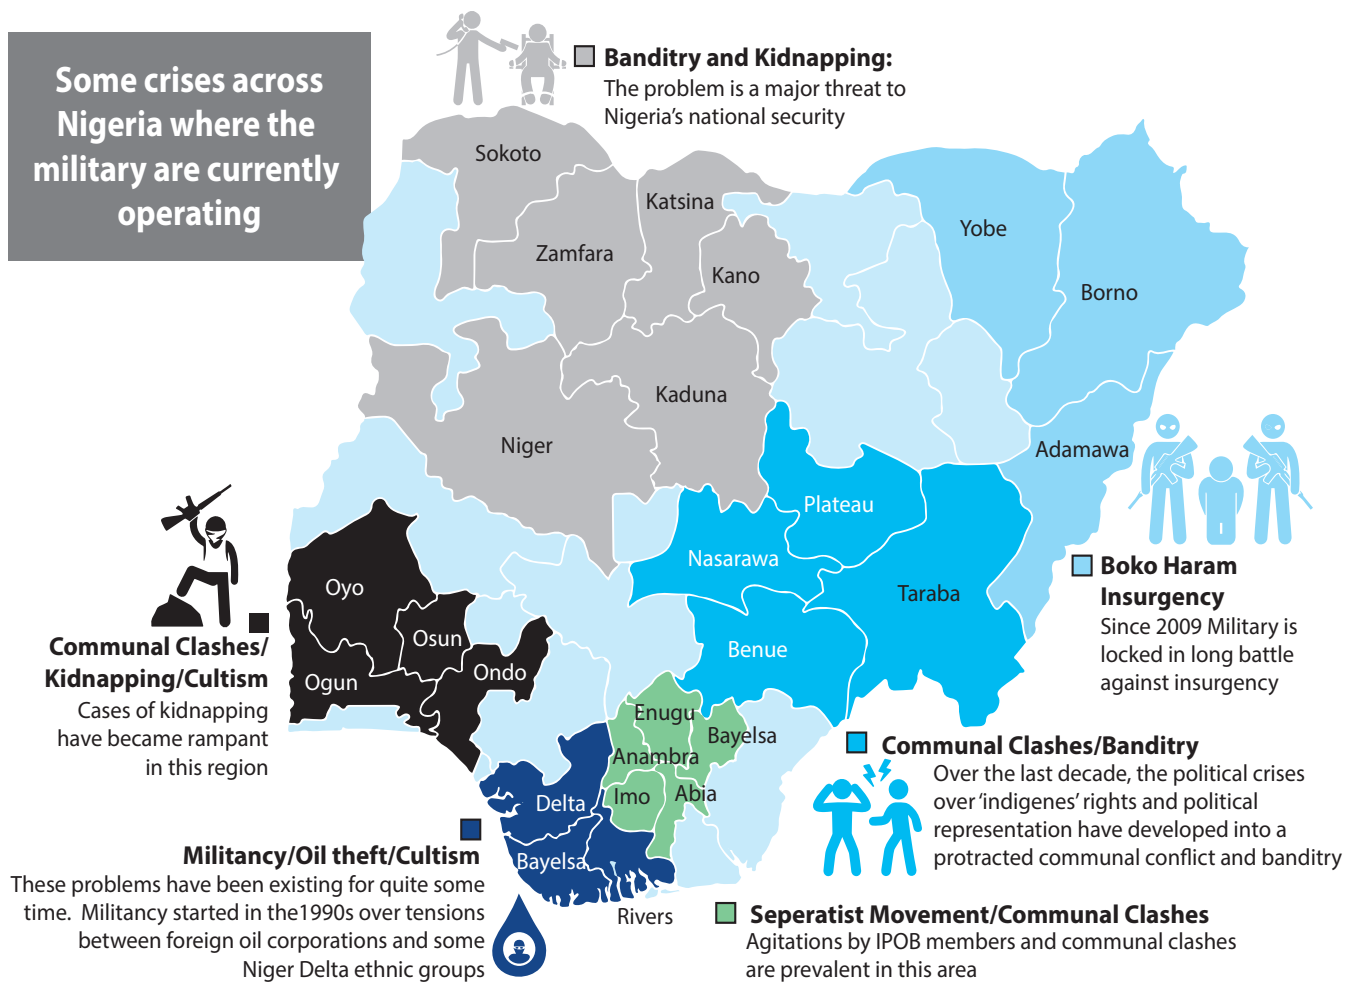 Some crises across
Nigeria where the
military are currently
operating
Banditry and Kidnapping:
The problem is a major threat to
Nigeria's national security
Sokoto
Katsina
Zamfara
Kano
Yobe
Borno
Kaduna
Niger
Adamawa
Plateau
Nasarawa
Taraba
Benue
Oyo
Osun
Ogun
Ondo
Enugu
Bayelsa
Anambra
Imo
Abia
Delta
Bayelsa
Rivers
Boko Haram
Insurgency
Since 2009 Military is
locked in long battle
against insurgency
Communal Clashes/
Kidnapping/Cultism
Cases of kidnapping
have became rampant
in this region
Communal Clashes/Banditry
Over the last decade, the political crises
over 'indigenes' rights and political
representation have developed into a
protracted communal conflict and banditry
Militancy/Oil theft/Cultism
These problems have been existing for quite some
time. Militancy started in the1990s over tensions
between foreign oil corporations and some
Niger Delta ethnic groups
Seperatist Movement/Communal Clashes
Agitations by IPOB members and communal clashes
are prevalent in this area